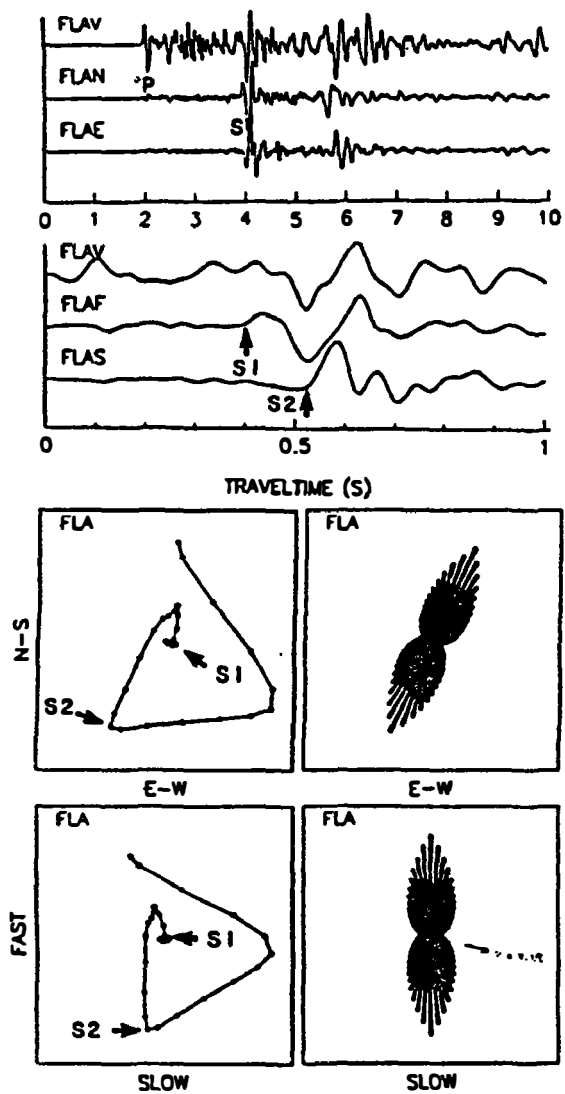 FLAV
P
FLAN
S
FLAE
0 1 2 3 4 5 6 7 8 9 10
FLAV
FLAF
S1
FLAS
S2
0 0.5 1
TRAVELTIME (S)
FLA FLA
N-S
S1
S2
E-W E-W
FLA FLA
FAST
S1
S2
SLOW SLOW